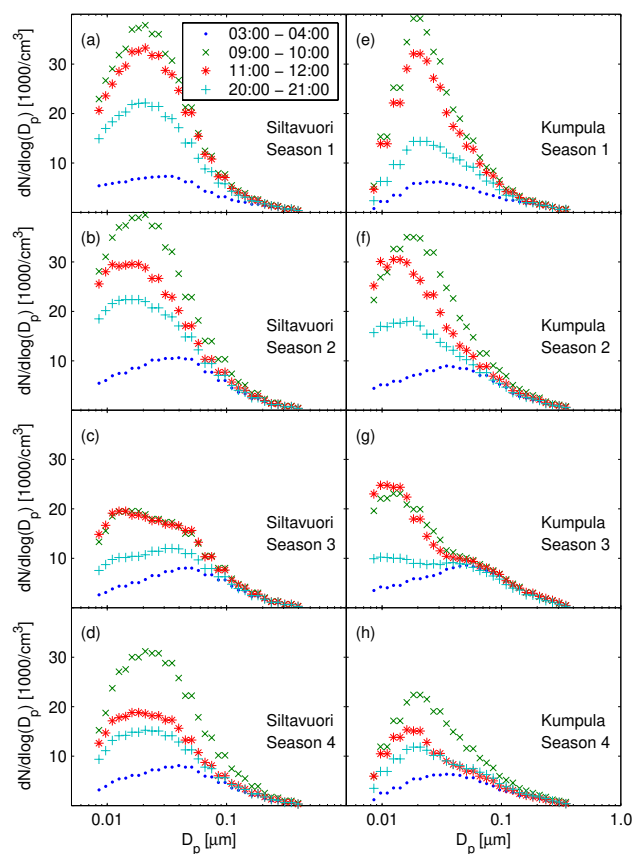 (a)
03:00 − 04:00
09:00 − 10:00
11:00 − 12:00
20:00 − 21:00
Siltavuori
Season 1
30
20
10
dN/dlog(Dp) [1000/cm³]
(e)
Kumpula
Season 1
(b)
Siltavuori
Season 2
30
20
10
dN/dlog(Dp) [1000/cm³]
(f)
Kumpula
Season 2
(c)
Siltavuori
Season 3
30
20
10
dN/dlog(Dp) [1000/cm³]
(g)
Kumpula
Season 3
(d)
Siltavuori
Season 4
30
20
10
dN/dlog(Dp) [1000/cm³]
0.01
0.1
Dp [μm]
(h)
Kumpula
Season 4
0.01
0.1
1.0
Dp [μm]